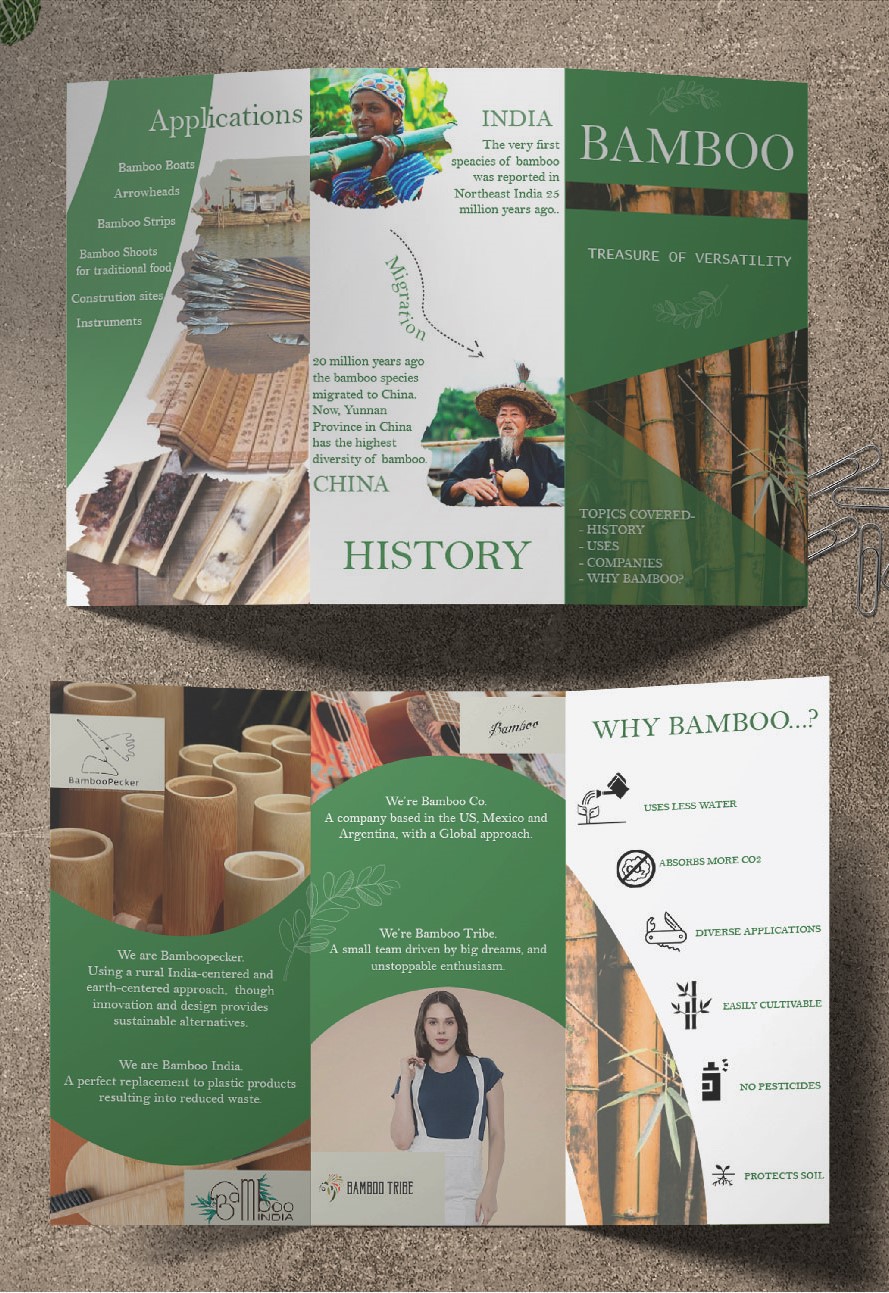 Applications
Bamboo Boats
Arrowheads
Bamboo Strips
Bamboo Shoots
for traditional food
Constrution sites
Instruments
INDIA
The very first
speacies of bamboo
was reported in
Northeast India 25
million years ago..
Migration
20 million years ago
the bamboo species
migrated to China.
Now, Yunnan
Province in China
has the highest
diversity of bamboo.
CHINA
HISTORY
BAMBOO
TREASURE OF VERSATILITY
TOPICS COVERED-
- HISTORY
- USES
- COMPANIES
- WHY BAMBOO?
BambooPecker
We are Bamboopecker.
Using a rural India-centered and
earth-centered approach, though
innovation and design provides
sustainable alternatives.
We are Bamboo India.
A perfect replacement to plastic products
resulting into reduced waste.
Bamboo
INDIA
Bamboo
We're Bamboo Co.
A company based in the US, Mexico and
Argentina, with a Global approach.
We're Bamboo Tribe.
A small team driven by big dreams, and
unstoppable enthusiasm.
BAMBOO TRIBE
WHY BAMBOO...?
USES LESS WATER
CO2
ABSORBS MORE CO2
DIVERSE APPLICATIONS
EASILY CULTIVABLE
NO PESTICIDES
PROTECTS SOIL